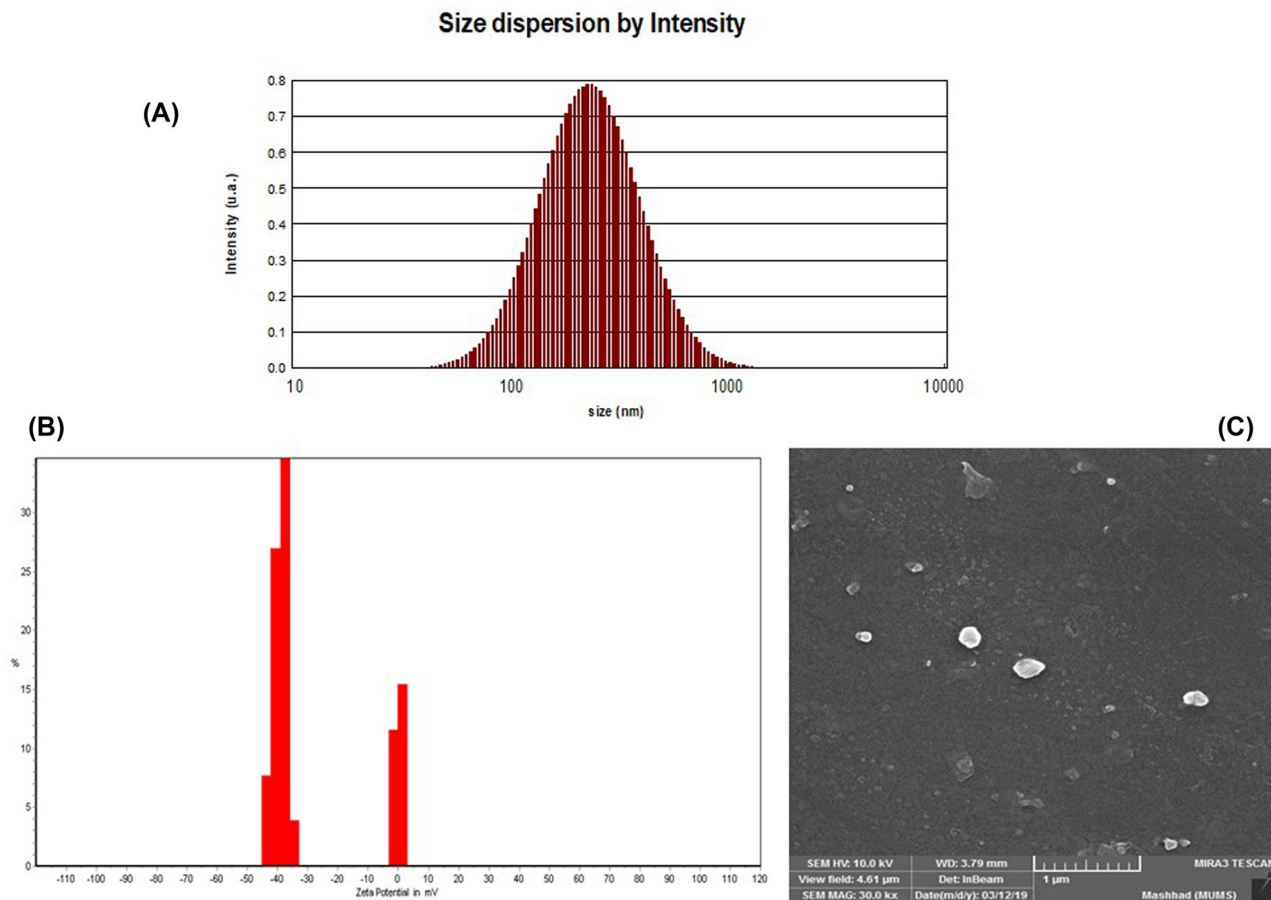 Size dispersion by Intensity
(A)
0.8
0.7
0.6
0.5
0.4
0.3
0.2
0.1
0.0
Intensity (u.a.)
10 100 1000 10000
size (nm)
(B)
30
25
20
15
10
5
0
%
-110 -100 -90 -80 -70 -60 -50 -40 -30 -20 -10 0 10 20 30 40 50 60 70 80 90 100 110 120
Zeta Potential in mV
(C)
SEM HV: 10.0 kV WD: 3.79 mm MIRA3 TESCAN
View field: 4.61 µm Det: InBeam 1 µm
SEM MAG: 30.0 kx Date(m/d/y): 03/12/19 Mashhad (MUMS)